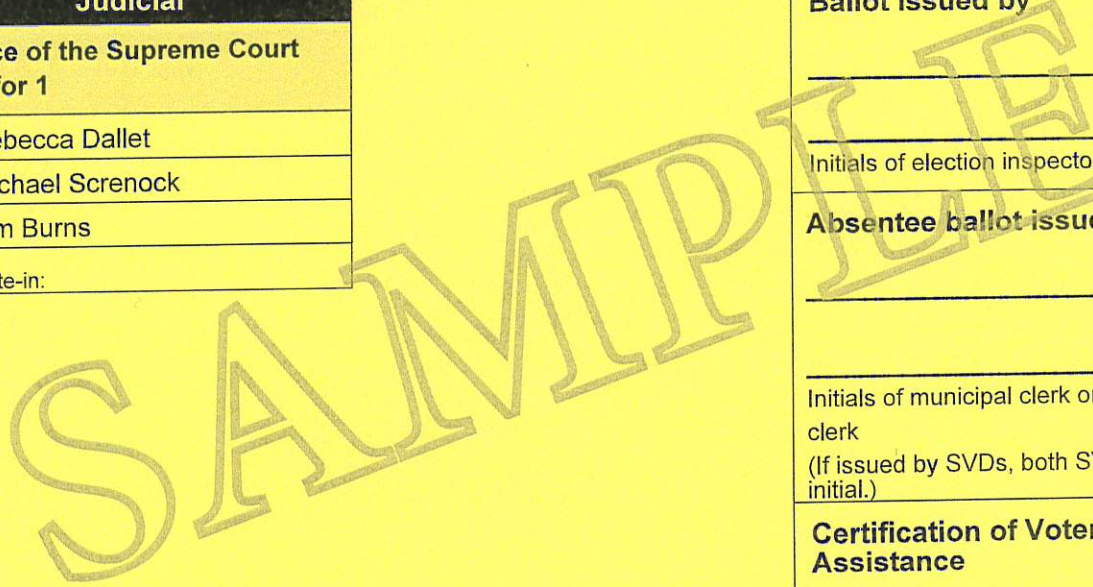 Judicial
ce of the Supreme Court
for 1
ebecca Dallet
chael Screnock
m Burns
te-in:
SAMPLE
Ballot issued by
Initials of election inspecto
Absentee ballot issue
Initials of municipal clerk o
clerk
(If issued by SVDs, both S
initial.)
Certification of Voter
Assistance